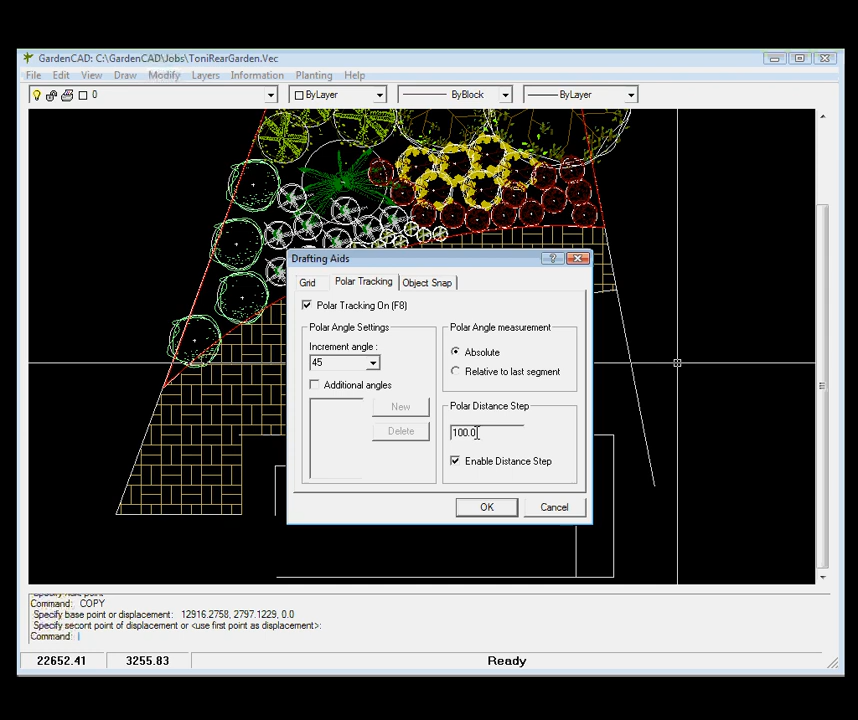 GardenCAD: C:\GardenCAD\Jobs\ToniRearGarden.Vec
File Edit View Draw Modify Layers Information Planting Help
0 ByLayer ByBlock ByLayer
Drafting Aids
Grid Polar Tracking Object Snap
Polar Tracking On (F8)
Polar Angle Settings
Increment angle :
45
Additional angles
New
Delete
Polar Angle measurement
Absolute
Relative to last segment
Polar Distance Step
100.0
Enable Distance Step
OK Cancel
Specify next point
Command: COPY
Specify base point or displacement: 12916.2758, 2797.1229, 0.0
Specify second point of displacement or <use first point as displacement>:
Command:
22652.41 3255.83 Ready